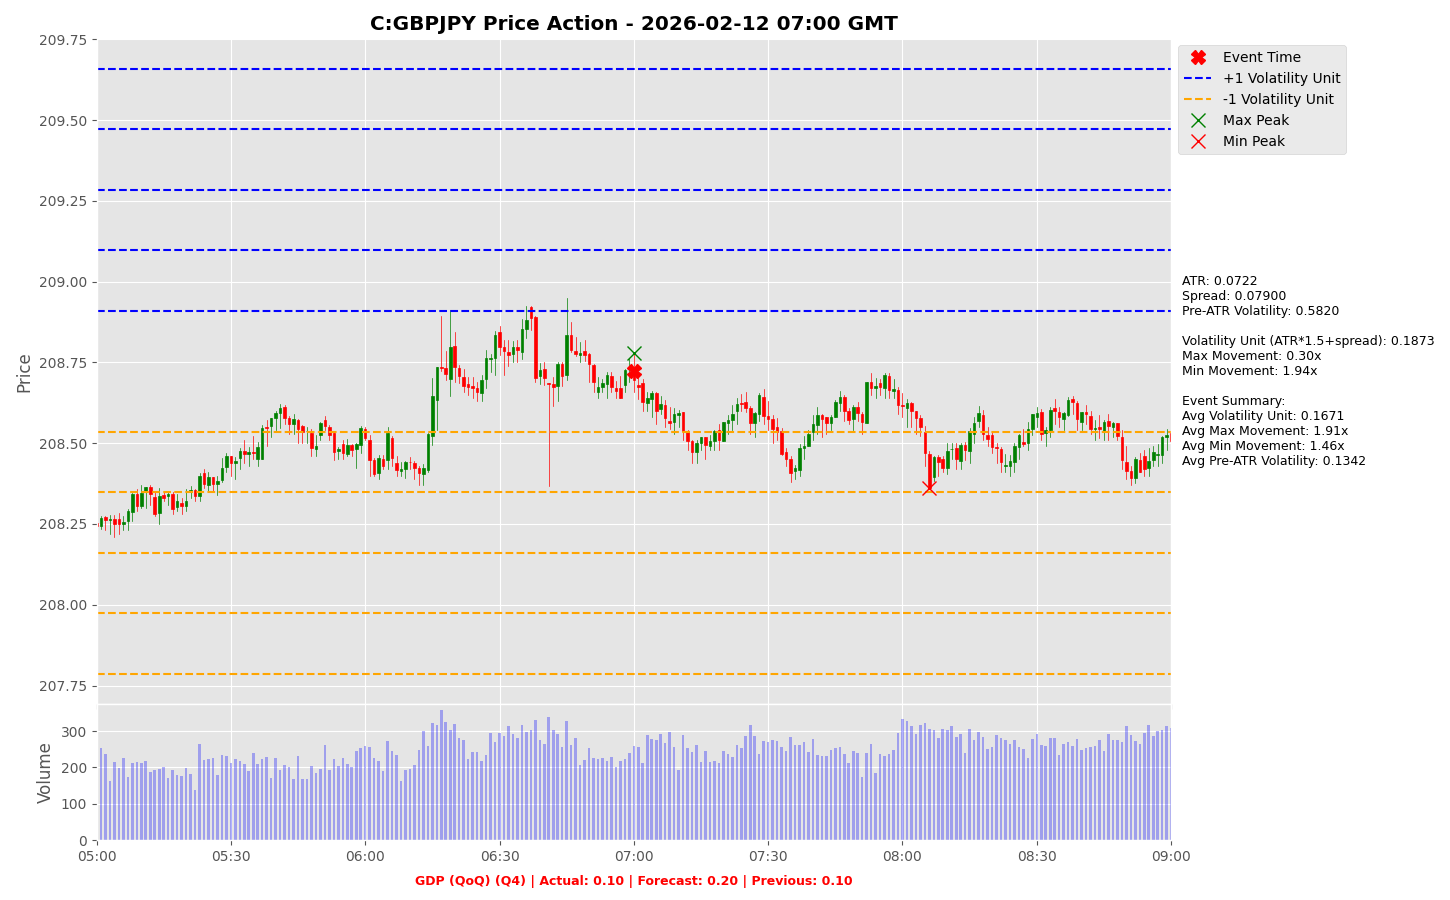 C:GBPJPY Price Action - 2026-02-12 07:00 GMT
209.75
209.50
209.25
209.00
208.75
208.50
208.25
208.00
207.75
Price
Event Time
+1 Volatility Unit
-1 Volatility Unit
Max Peak
Min Peak
ATR: 0.0722
Spread: 0.07900
Pre-ATR Volatility: 0.5820
Volatility Unit (ATR*1.5+spread): 0.1873
Max Movement: 0.30x
Min Movement: 1.94x
Event Summary:
Avg Volatility Unit: 0.1671
Avg Max Movement: 1.91x
Avg Min Movement: 1.46x
Avg Pre-ATR Volatility: 0.1342
300
200
100
0
Volume
05:00 05:30 06:00 06:30 07:00 07:30 08:00 08:30 09:00
GDP (QoQ) (Q4) | Actual: 0.10 | Forecast: 0.20 | Previous: 0.10